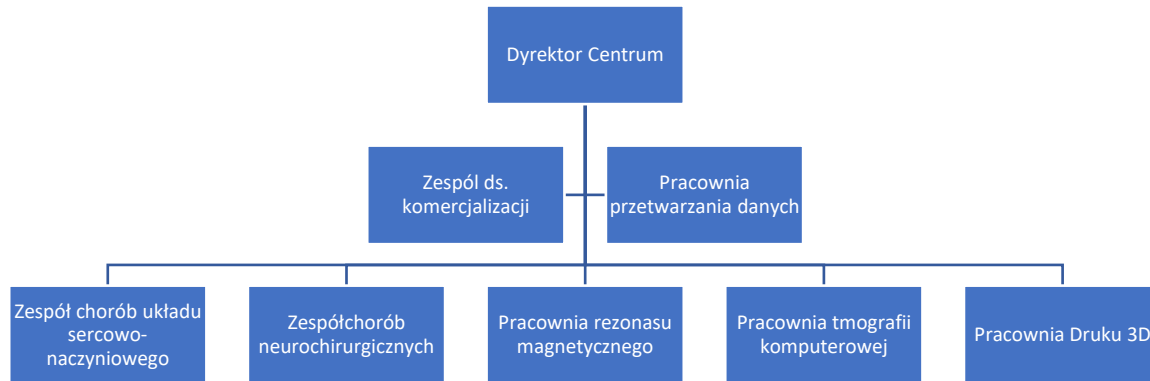 Dyrektor Centrum
Zespól ds.
komercjalizacji
Pracownia
przetwarzania danych
Zespół chorób układu
sercowo-
naczyniowego
Zespółchorób
neurochirurgicznych
Pracownia rezonasu
magnetycznego
Pracownia tmografii
komputerowej
Pracownia Druku 3D